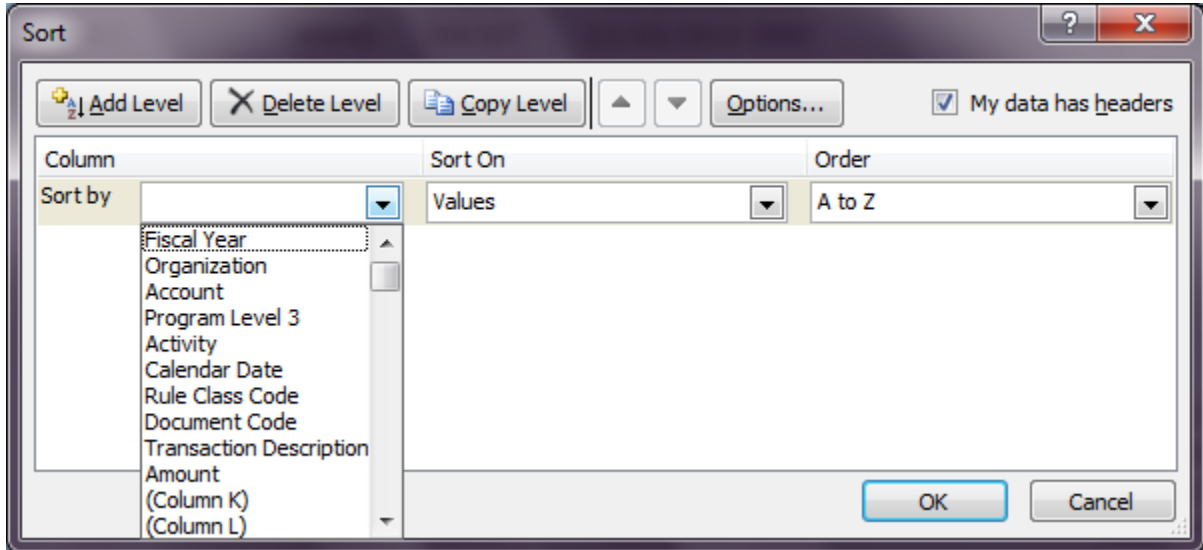 Sort
Add Level Delete Level Copy Level Options... My data has headers
Column Sort On Order
Sort by Values A to Z
Fiscal Year
Organization
Account
Program Level 3
Activity
Calendar Date
Rule Class Code
Document Code
Transaction Description
Amount
(Column K)
(Column L)
OK Cancel